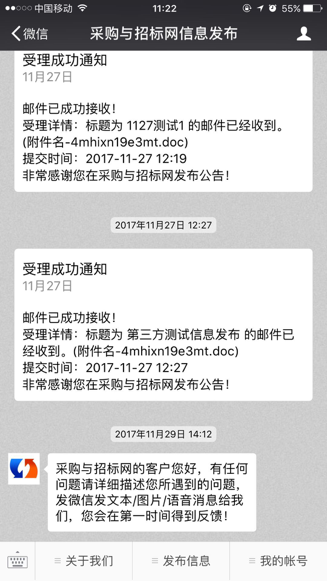 中国移动 11:22 55%
微信 采购与招标网信息发布
受理成功通知
11月27日
邮件已成功接收！
受理详情：标题为 1127测试1 的邮件已经收到。
(附件名-4mhixn19e3mt.doc)
提交时间：2017-11-27 12:19
非常感谢您在采购与招标网发布公告！
2017年11月27日 12:27
受理成功通知
11月27日
邮件已成功接收！
受理详情：标题为 第三方测试信息发布 的邮件已
经收到。(附件名-4mhixn19e3mt.doc)
提交时间：2017-11-27 12:27
非常感谢您在采购与招标网发布公告！
2017年11月29日 14:12
采购与招标网的客户您好，有任何
问题请详细描述您所遇到的问题，
发微信发文本/图片/语音消息给我
们，您会在第一时间得到反馈！
关于我们 发布信息 我的帐号